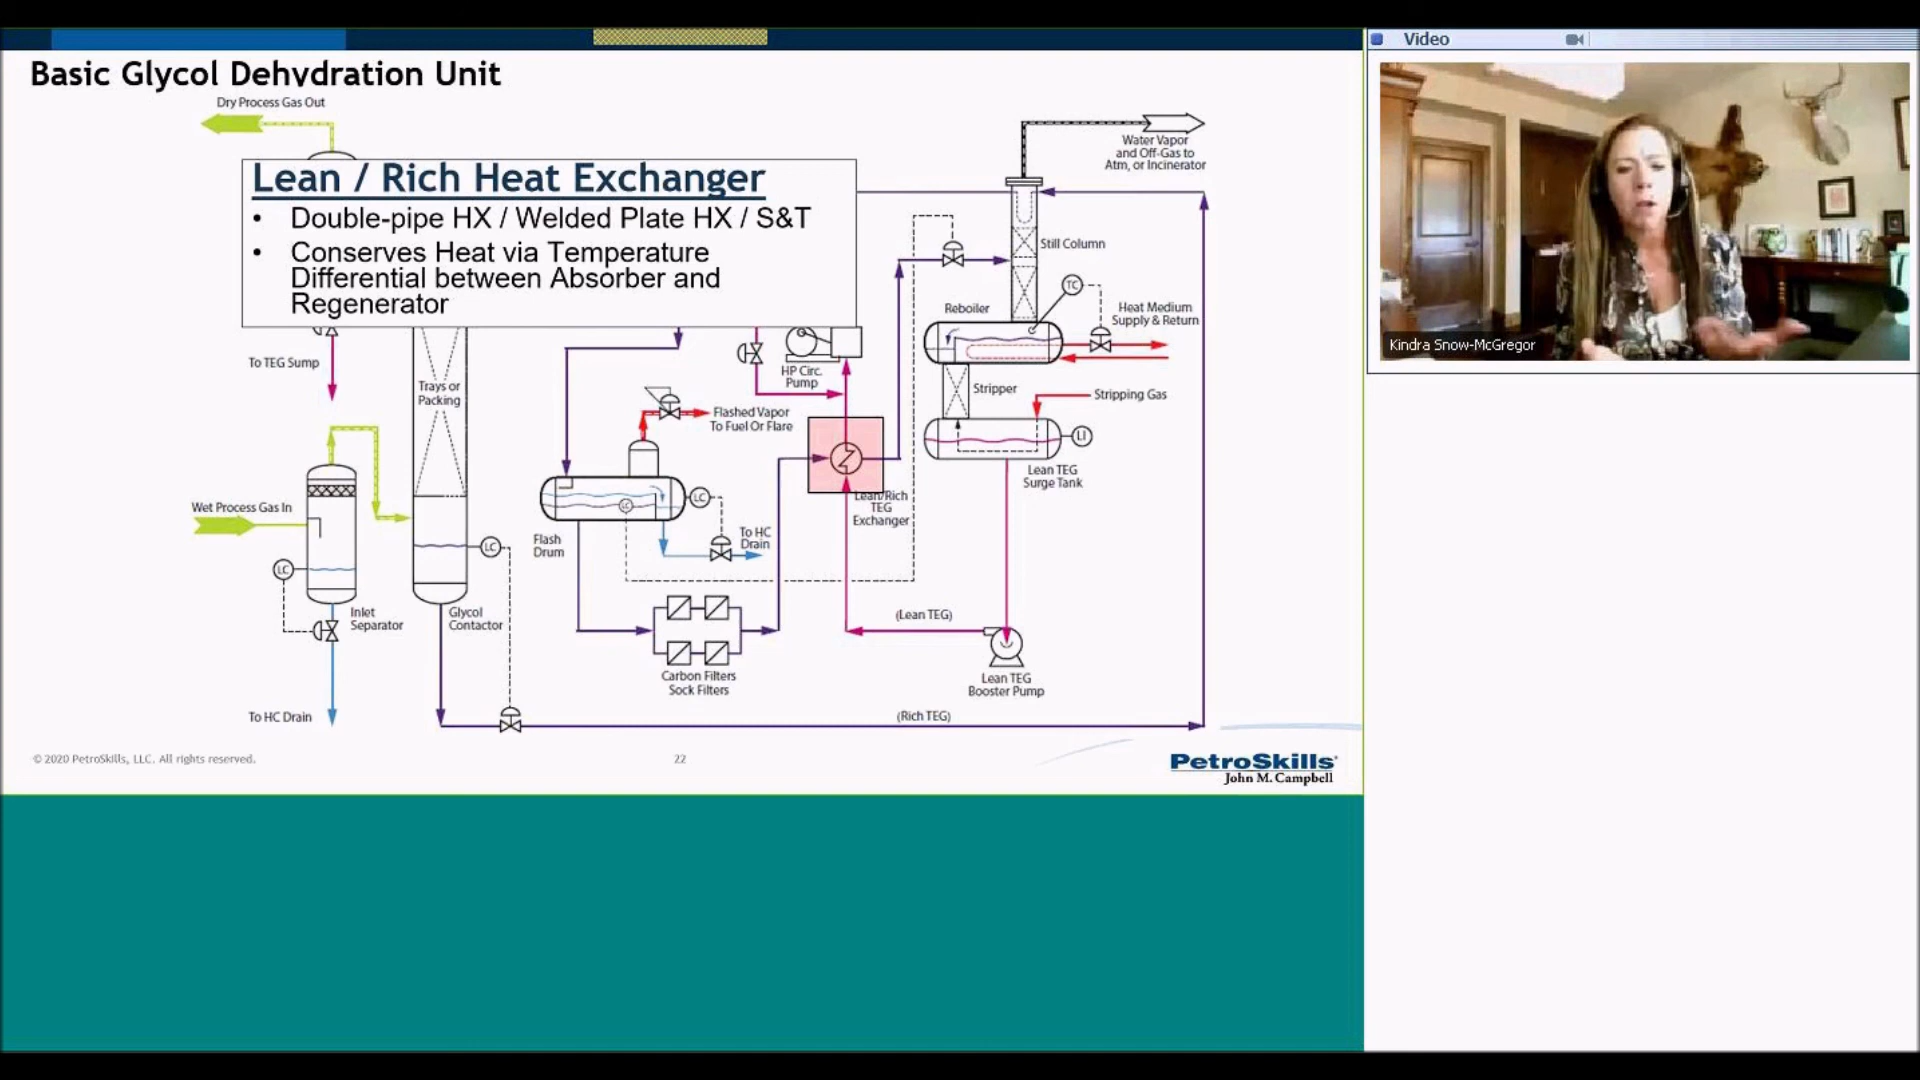 Basic Glycol Dehydration Unit
Dry Process Gas Out
Lean / Rich Heat Exchanger
• Double-pipe HX / Welded Plate HX / S&T
• Conserves Heat via Temperature
Differential between Absorber and
Regenerator
Water Vapor
and Off-Gas to
Atm, or Incinerator
Still Column
TC
Reboiler
Heat Medium
Supply & Return
To TEG Sump
Trays or
Packing
HP Circ.
Pump
Stripper
Stripping Gas
Flashed Vapor
To Fuel Or Flare
LI
Lean TEG
Surge Tank
Wet Process Gas In
LC
LC
Lean/Rich
TEG
Exchanger
Flash
Drum
To HC
Drain
LC
LC
Inlet
Separator
Glycol
Contactor
(Lean TEG)
Carbon Filters
Sock Filters
Lean TEG
Booster Pump
To HC Drain
(Rich TEG)
© 2020 PetroSkills, LLC. All rights reserved.
22
PetroSkills
John M. Campbell
Video
Kindra Snow-McGregor